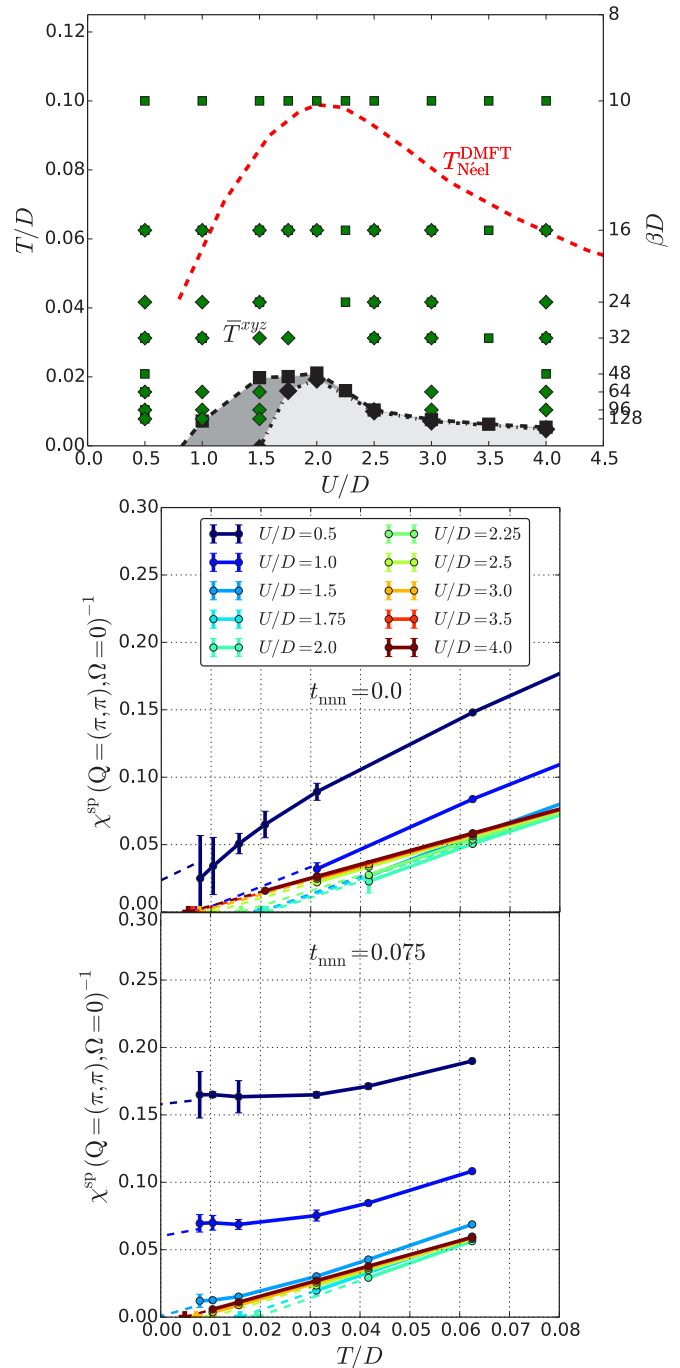 0.12
0.10
0.08
0.06
0.04
0.02
0.00
T/D
8
10
16
24
32
48
64
96
128
βD
T_Néel^DMFT
T̄^xyz
0.0 0.5 1.0 1.5 2.0 2.5 3.0 3.5 4.0 4.5
U/D
0.30
0.25
0.20
0.15
0.10
0.05
0.00
χ^sp(Q=(π,π),Ω=0)^−1
U/D=0.5
U/D=1.0
U/D=1.5
U/D=1.75
U/D=2.0
U/D=2.25
U/D=2.5
U/D=3.0
U/D=3.5
U/D=4.0
t_nnn=0.0
0.30
0.25
0.20
0.15
0.10
0.05
0.00
χ^sp(Q=(π,π),Ω=0)^−1
t_nnn=0.075
0.00 0.01 0.02 0.03 0.04 0.05 0.06 0.07 0.08
T/D